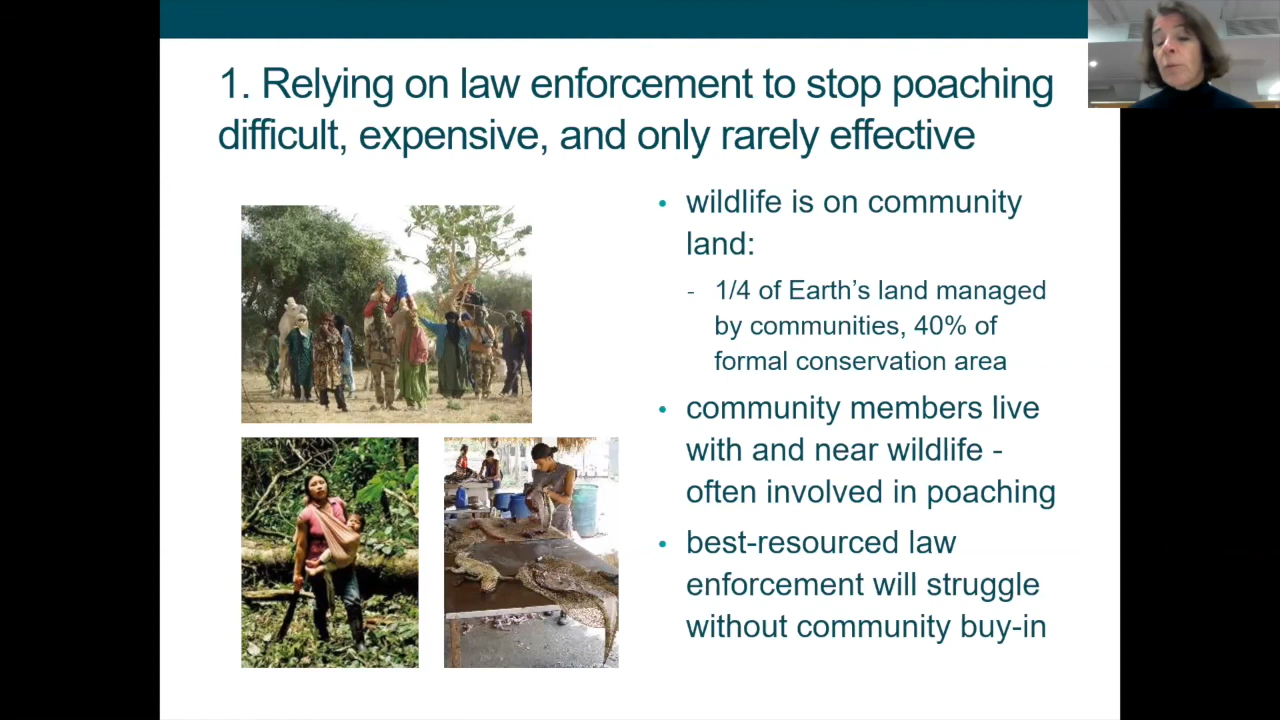 1. Relying on law enforcement to stop poaching
difficult, expensive, and only rarely effective
• wildlife is on community
land:
- 1/4 of Earth's land managed
by communities, 40% of
formal conservation area
• community members live
with and near wildlife -
often involved in poaching
• best-resourced law
enforcement will struggle
without community buy-in